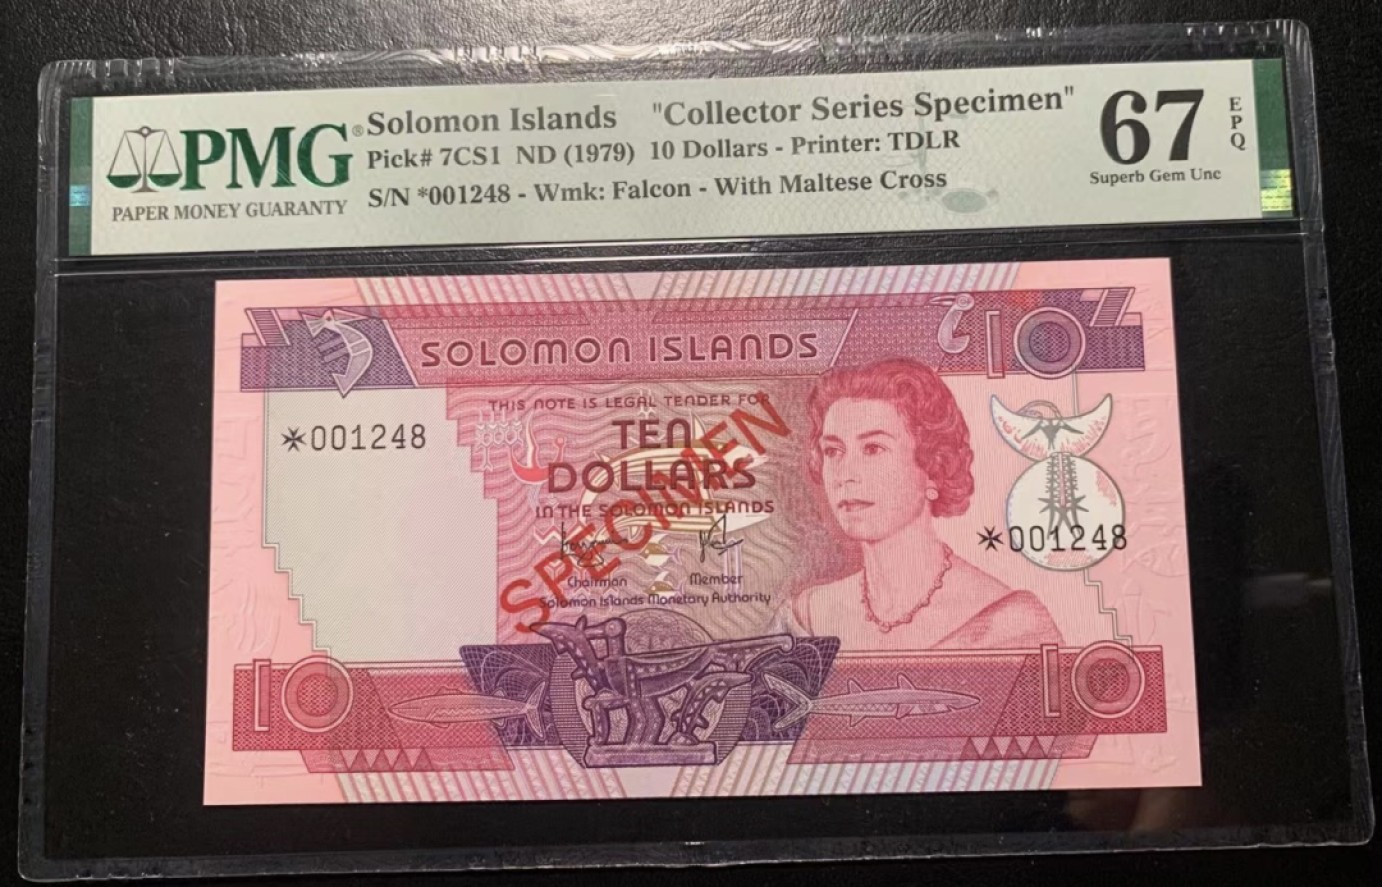 PMG®
PAPER MONEY GUARANTY
Solomon Islands "Collector Series Specimen"
Pick# 7CS1 ND (1979) 10 Dollars - Printer: TDLR
S/N *001248 - Wmk: Falcon - With Maltese Cross
67
EPQ
Superb Gem Unc
SOLOMON ISLANDS
10
THIS NOTE IS LEGAL TENDER FOR
✠001248
TEN
DOLLARS
IN THE SOLOMON ISLANDS
SPECIMEN
✠001248
Chairman Member
Solomon Islands Monetary Authority
10
10